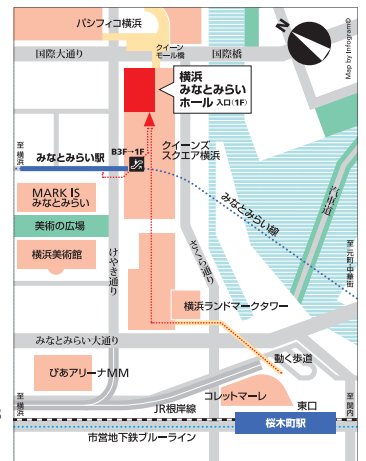 パシフィコ横浜
N
Map by Infogram©
国際大通り
クイーン
モール橋
国際橋
横浜
みなとみらい
ホール 入口(1F)
至横浜
みなとみらい駅
B3F→1F
クイーンズ
スクエア横浜
MARK IS
みなとみらい
美術の広場
横浜美術館
けやき通り
さくら通り
みなとみらい線
汽車道
至元町・中華街
横浜ランドマークタワー
みなとみらい大通り
ぴあアリーナMM
動く歩道
コレットマーレ
東口
至横浜
JR根岸線
桜木町駅
至関内
市営地下鉄ブルーライン